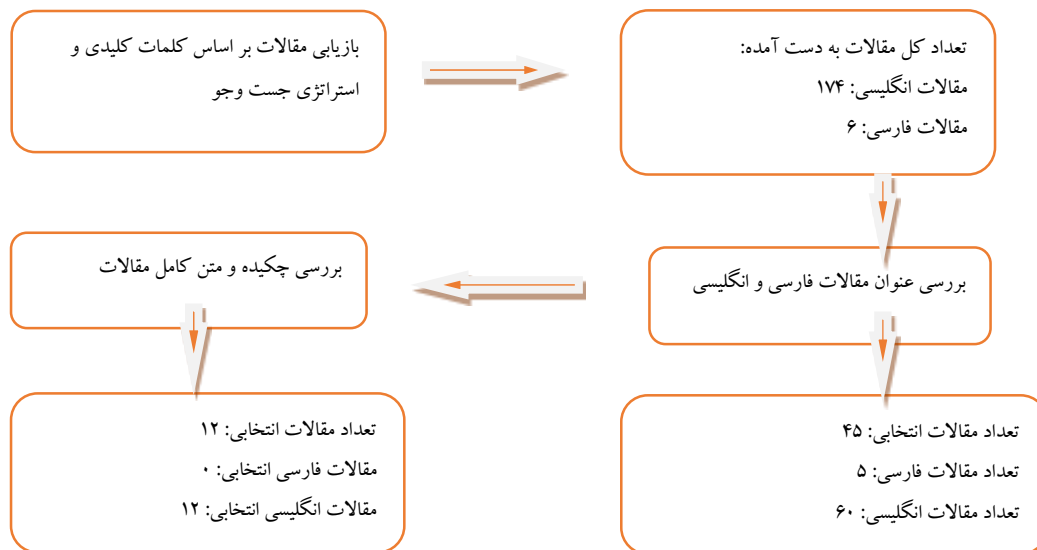 بازیابی مقالات بر اساس کلمات کلیدی و
استراتژی جست وجو
تعداد کل مقالات به دست آمده:
مقالات انگلیسی: ۱۷۴
مقالات فارسی: ۶
بررسی عنوان مقالات فارسی و انگلیسی
بررسی چکیده و متن کامل مقالات
تعداد مقالات انتخابی: ۴۵
تعداد مقالات فارسی: ۵
تعداد مقالات انگلیسی: ۶۰
تعداد مقالات انتخابی: ۱۲
مقالات فارسی انتخابی: ۰
مقالات انگلیسی انتخابی: ۱۲